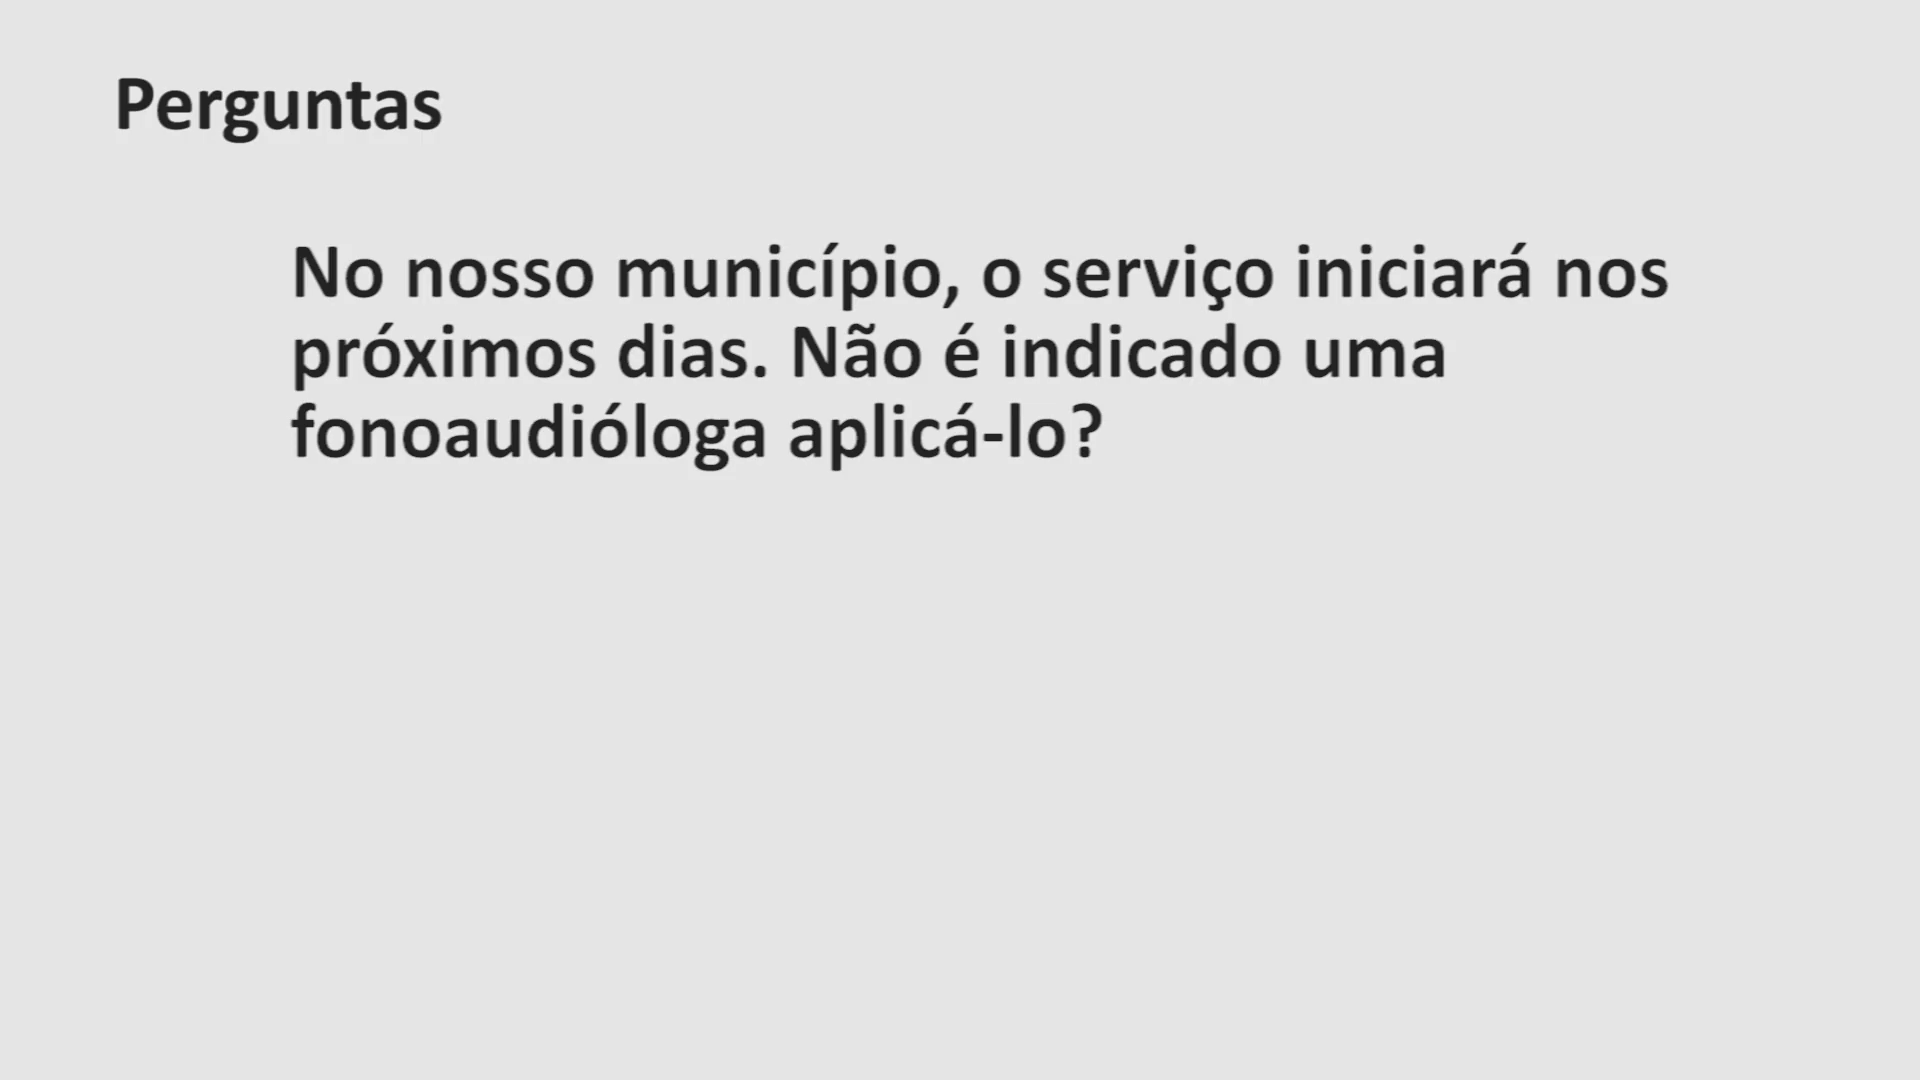 Perguntas
No nosso município, o serviço iniciará nos
próximos dias. Não é indicado uma
fonoaudióloga aplicá-lo?